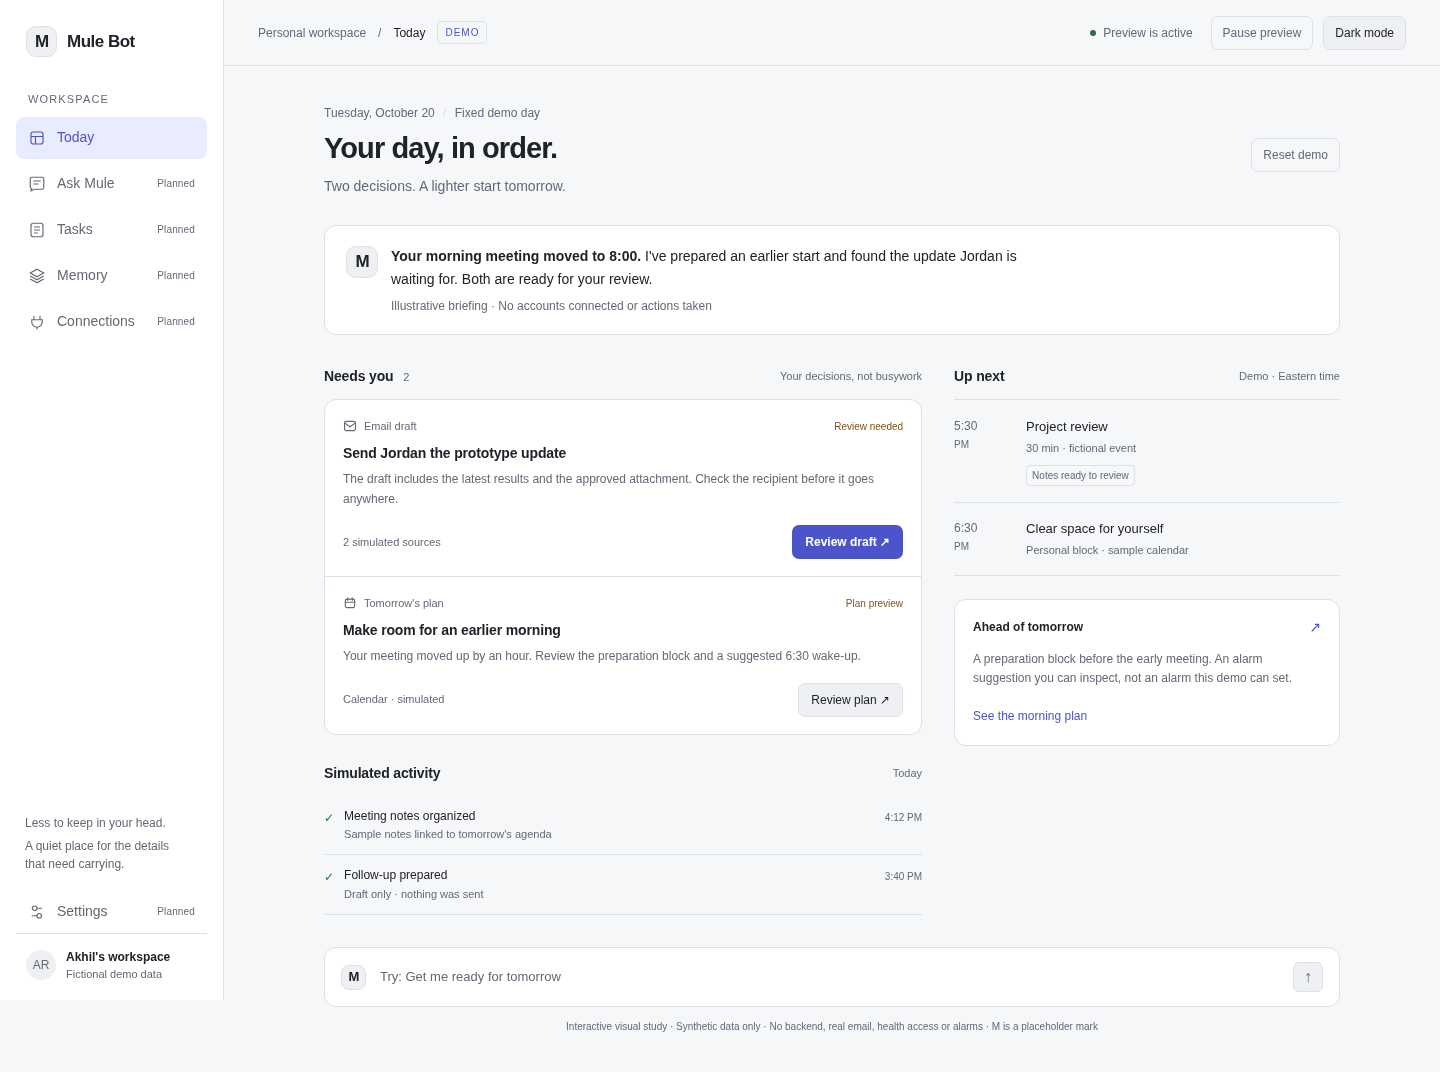 M Mule Bot
WORKSPACE
Today
Ask Mule Planned
Tasks Planned
Memory Planned
Connections Planned
Less to keep in your head.
A quiet place for the details
that need carrying.
Settings Planned
AR
Akhil's workspace
Fictional demo data
Personal workspace / Today DEMO
Preview is active
Pause preview
Dark mode
Tuesday, October 20 / Fixed demo day
Your day, in order.
Two decisions. A lighter start tomorrow.
Reset demo
M
Your morning meeting moved to 8:00. I've prepared an earlier start and found the update Jordan is
waiting for. Both are ready for your review.
Illustrative briefing · No accounts connected or actions taken
Needs you 2
Your decisions, not busywork
Email draft
Review needed
Send Jordan the prototype update
The draft includes the latest results and the approved attachment. Check the recipient before it goes
anywhere.
2 simulated sources
Review draft ↗
Tomorrow's plan
Plan preview
Make room for an earlier morning
Your meeting moved up by an hour. Review the preparation block and a suggested 6:30 wake-up.
Calendar · simulated
Review plan ↗
Simulated activity
Today
✓ Meeting notes organized 4:12 PM
Sample notes linked to tomorrow's agenda
✓ Follow-up prepared 3:40 PM
Draft only · nothing was sent
Up next
Demo · Eastern time
5:30
PM
Project review
30 min · fictional event
Notes ready to review
6:30
PM
Clear space for yourself
Personal block · sample calendar
Ahead of tomorrow ↗
A preparation block before the early meeting. An alarm
suggestion you can inspect, not an alarm this demo can set.
See the morning plan
M Try: Get me ready for tomorrow ↑
Interactive visual study · Synthetic data only · No backend, real email, health access or alarms · M is a placeholder mark